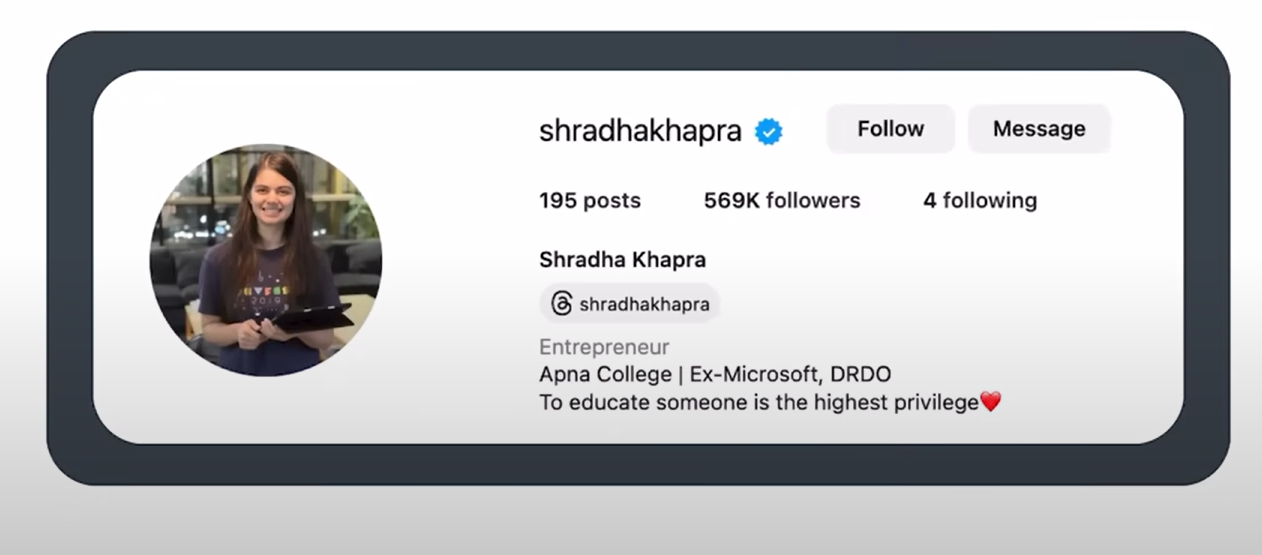 shradhakhapra Follow Message
195 posts 569K followers 4 following
Shradha Khapra
shradhakhapra
Entrepreneur
Apna College | Ex-Microsoft, DRDO
To educate someone is the highest privilege❤️
2019